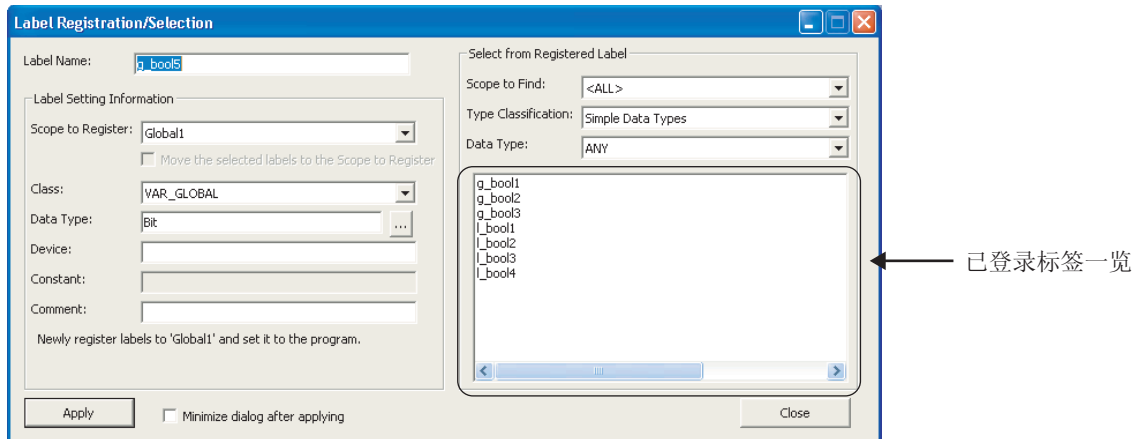 Label Registration/Selection
Label Name: g_bool5
Label Setting Information
Scope to Register: Global1
Move the selected labels to the Scope to Register
Class: VAR_GLOBAL
Data Type: Bit ...
Device:
Constant:
Comment:
Newly register labels to 'Global1' and set it to the program.
Apply
Minimize dialog after applying
Select from Registered Label
Scope to Find: <ALL>
Type Classification: Simple Data Types
Data Type: ANY
g_bool1
g_bool2
g_bool3
l_bool1
l_bool2
l_bool3
l_bool4
Close
已登录标签一览